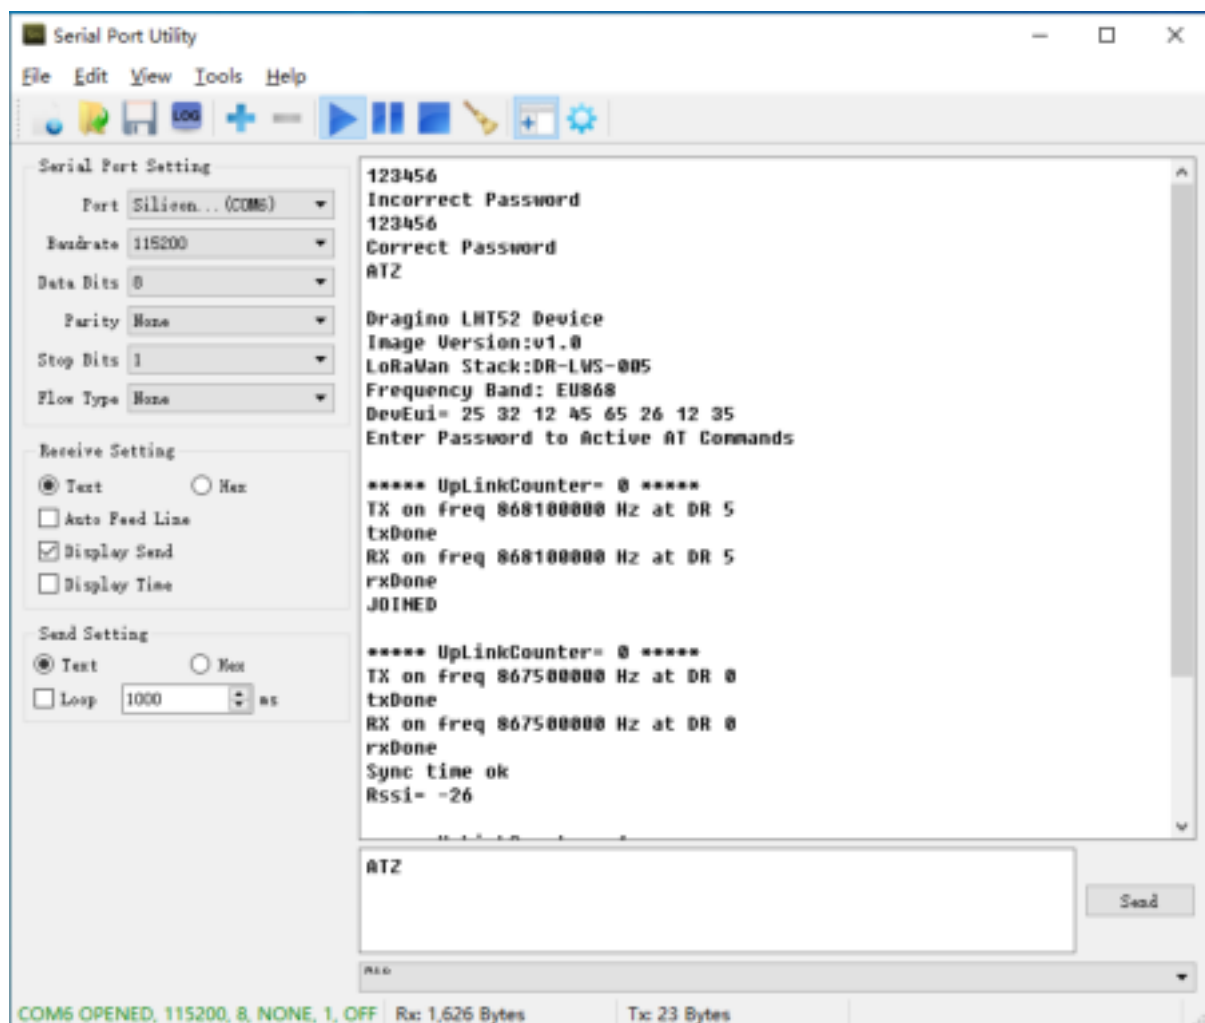 Serial Port Utility
File Edit View Tools Help
LOG
Serial Port Setting
Port Silicon... (COM6)
Baudrate 115200
Data Bits 8
Parity None
Stop Bits 1
Flow Type None
Receive Setting
Text Hex
Auto Feed Line
Display Send
Display Time
Send Setting
Text Hex
Loop 1000 ms
123456
Incorrect Password
123456
Correct Password
ATZ
Dragino LHT52 Device
Image Version:v1.0
LoRaWan Stack:DR-LWS-005
Frequency Band: EU868
DevEui= 25 32 12 45 65 26 12 35
Enter Password to Active AT Commands
***** UpLinkCounter= 0 *****
TX on freq 868100000 Hz at DR 5
txDone
RX on freq 868100000 Hz at DR 5
rxDone
JOINED
***** UpLinkCounter= 0 *****
TX on freq 867500000 Hz at DR 0
txDone
RX on freq 867500000 Hz at DR 0
rxDone
Sync time ok
Rssi= -26
ATZ
Send
COM6 OPENED, 115200, 8, NONE, 1, OFF Rx: 1,626 Bytes Tx: 23 Bytes